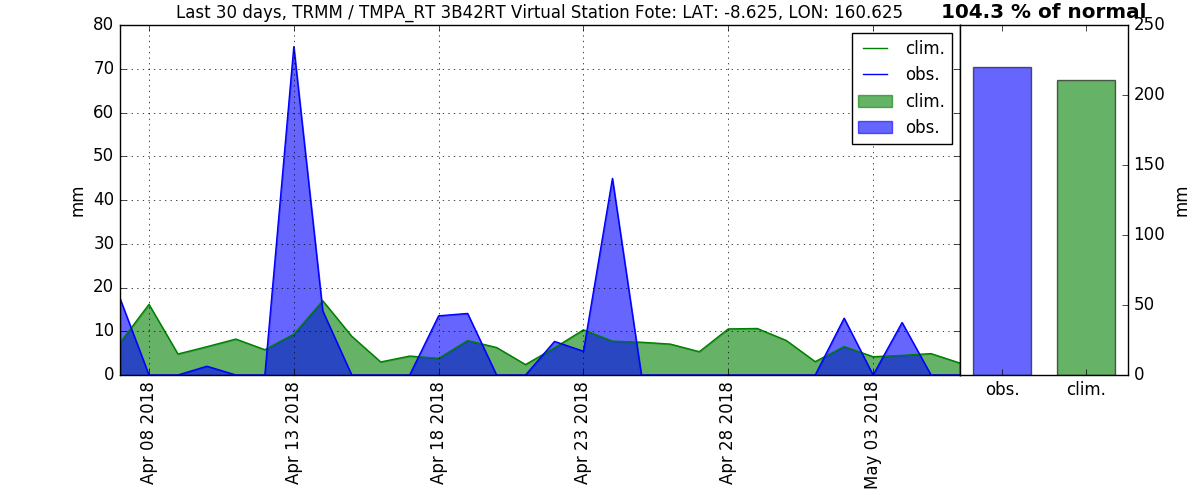 Last 30 days, TRMM / TMPA_RT 3B42RT Virtual Station Fote: LAT: -8.625, LON: 160.625
104.3 % of normal
80
70
60
50
40
30
20
10
0
mm
clim.
obs.
clim.
obs.
Apr 08 2018
Apr 13 2018
Apr 18 2018
Apr 23 2018
Apr 28 2018
May 03 2018
250
200
150
100
50
0
mm
obs.
clim.